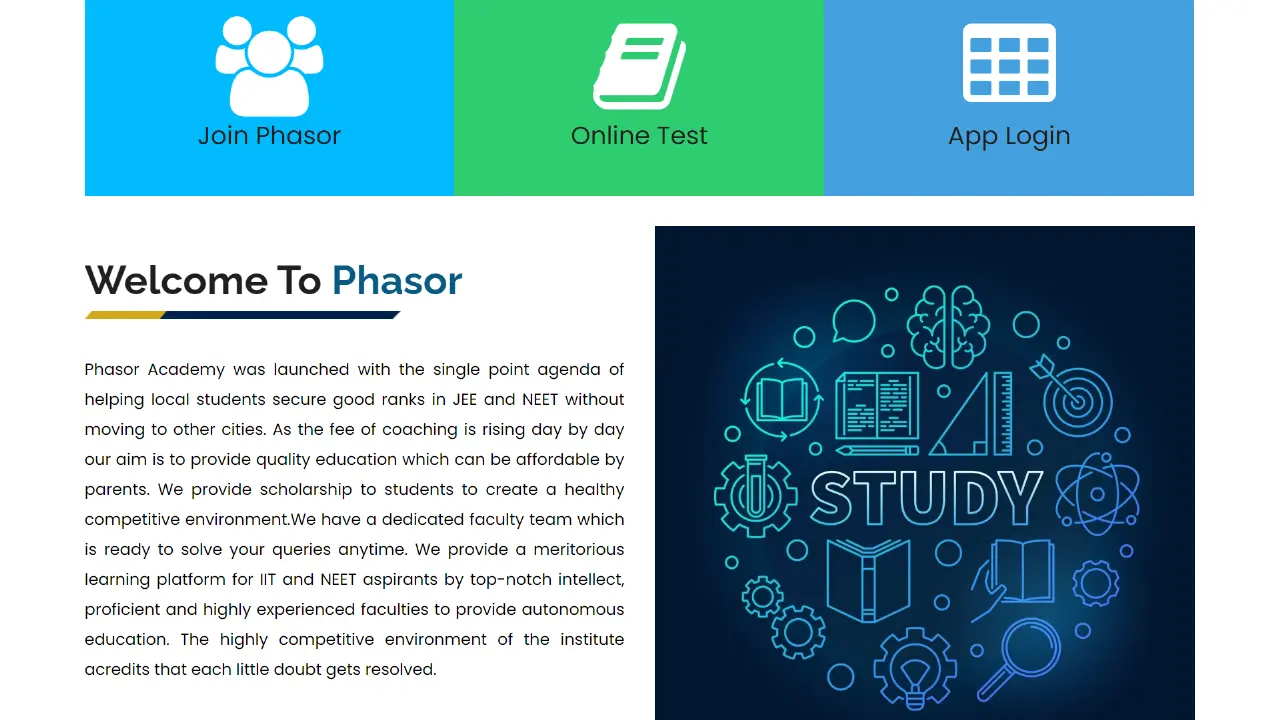 Join Phasor
Online Test
App Login
Welcome To Phasor
Phasor Academy was launched with the single point agenda of
helping local students secure good ranks in JEE and NEET without
moving to other cities. As the fee of coaching is rising day by day
our aim is to provide quality education which can be affordable by
parents. We provide scholarship to students to create a healthy
competitive environment.We have a dedicated faculty team which
is ready to solve your queries anytime. We provide a meritorious
learning platform for IIT and NEET aspirants by top-notch intellect,
proficient and highly experienced faculties to provide autonomous
education. The highly competitive environment of the institute
acredits that each little doubt gets resolved.
STUDY